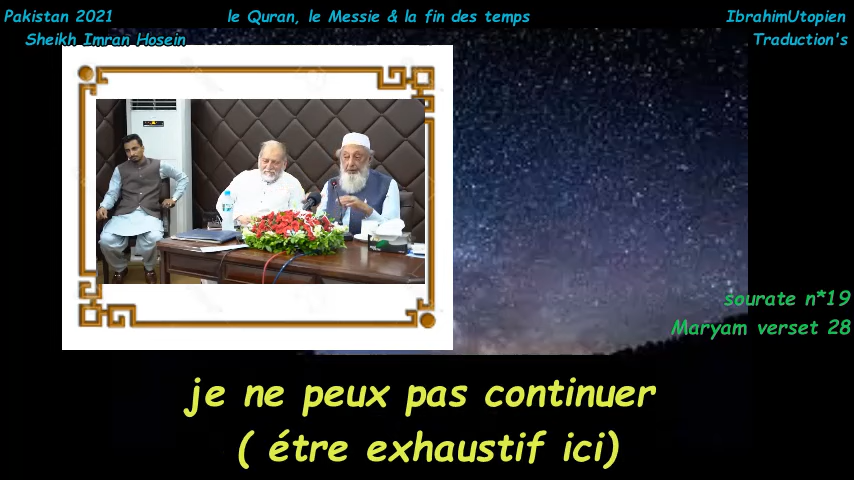 Pakistan 2021 le Quran, le Messie & la fin des temps IbrahimUtopien
Sheikh Imran Hosein Traduction's
sourate n*19
Maryam verset 28
je ne peux pas continuer
( étre exhaustif ici)